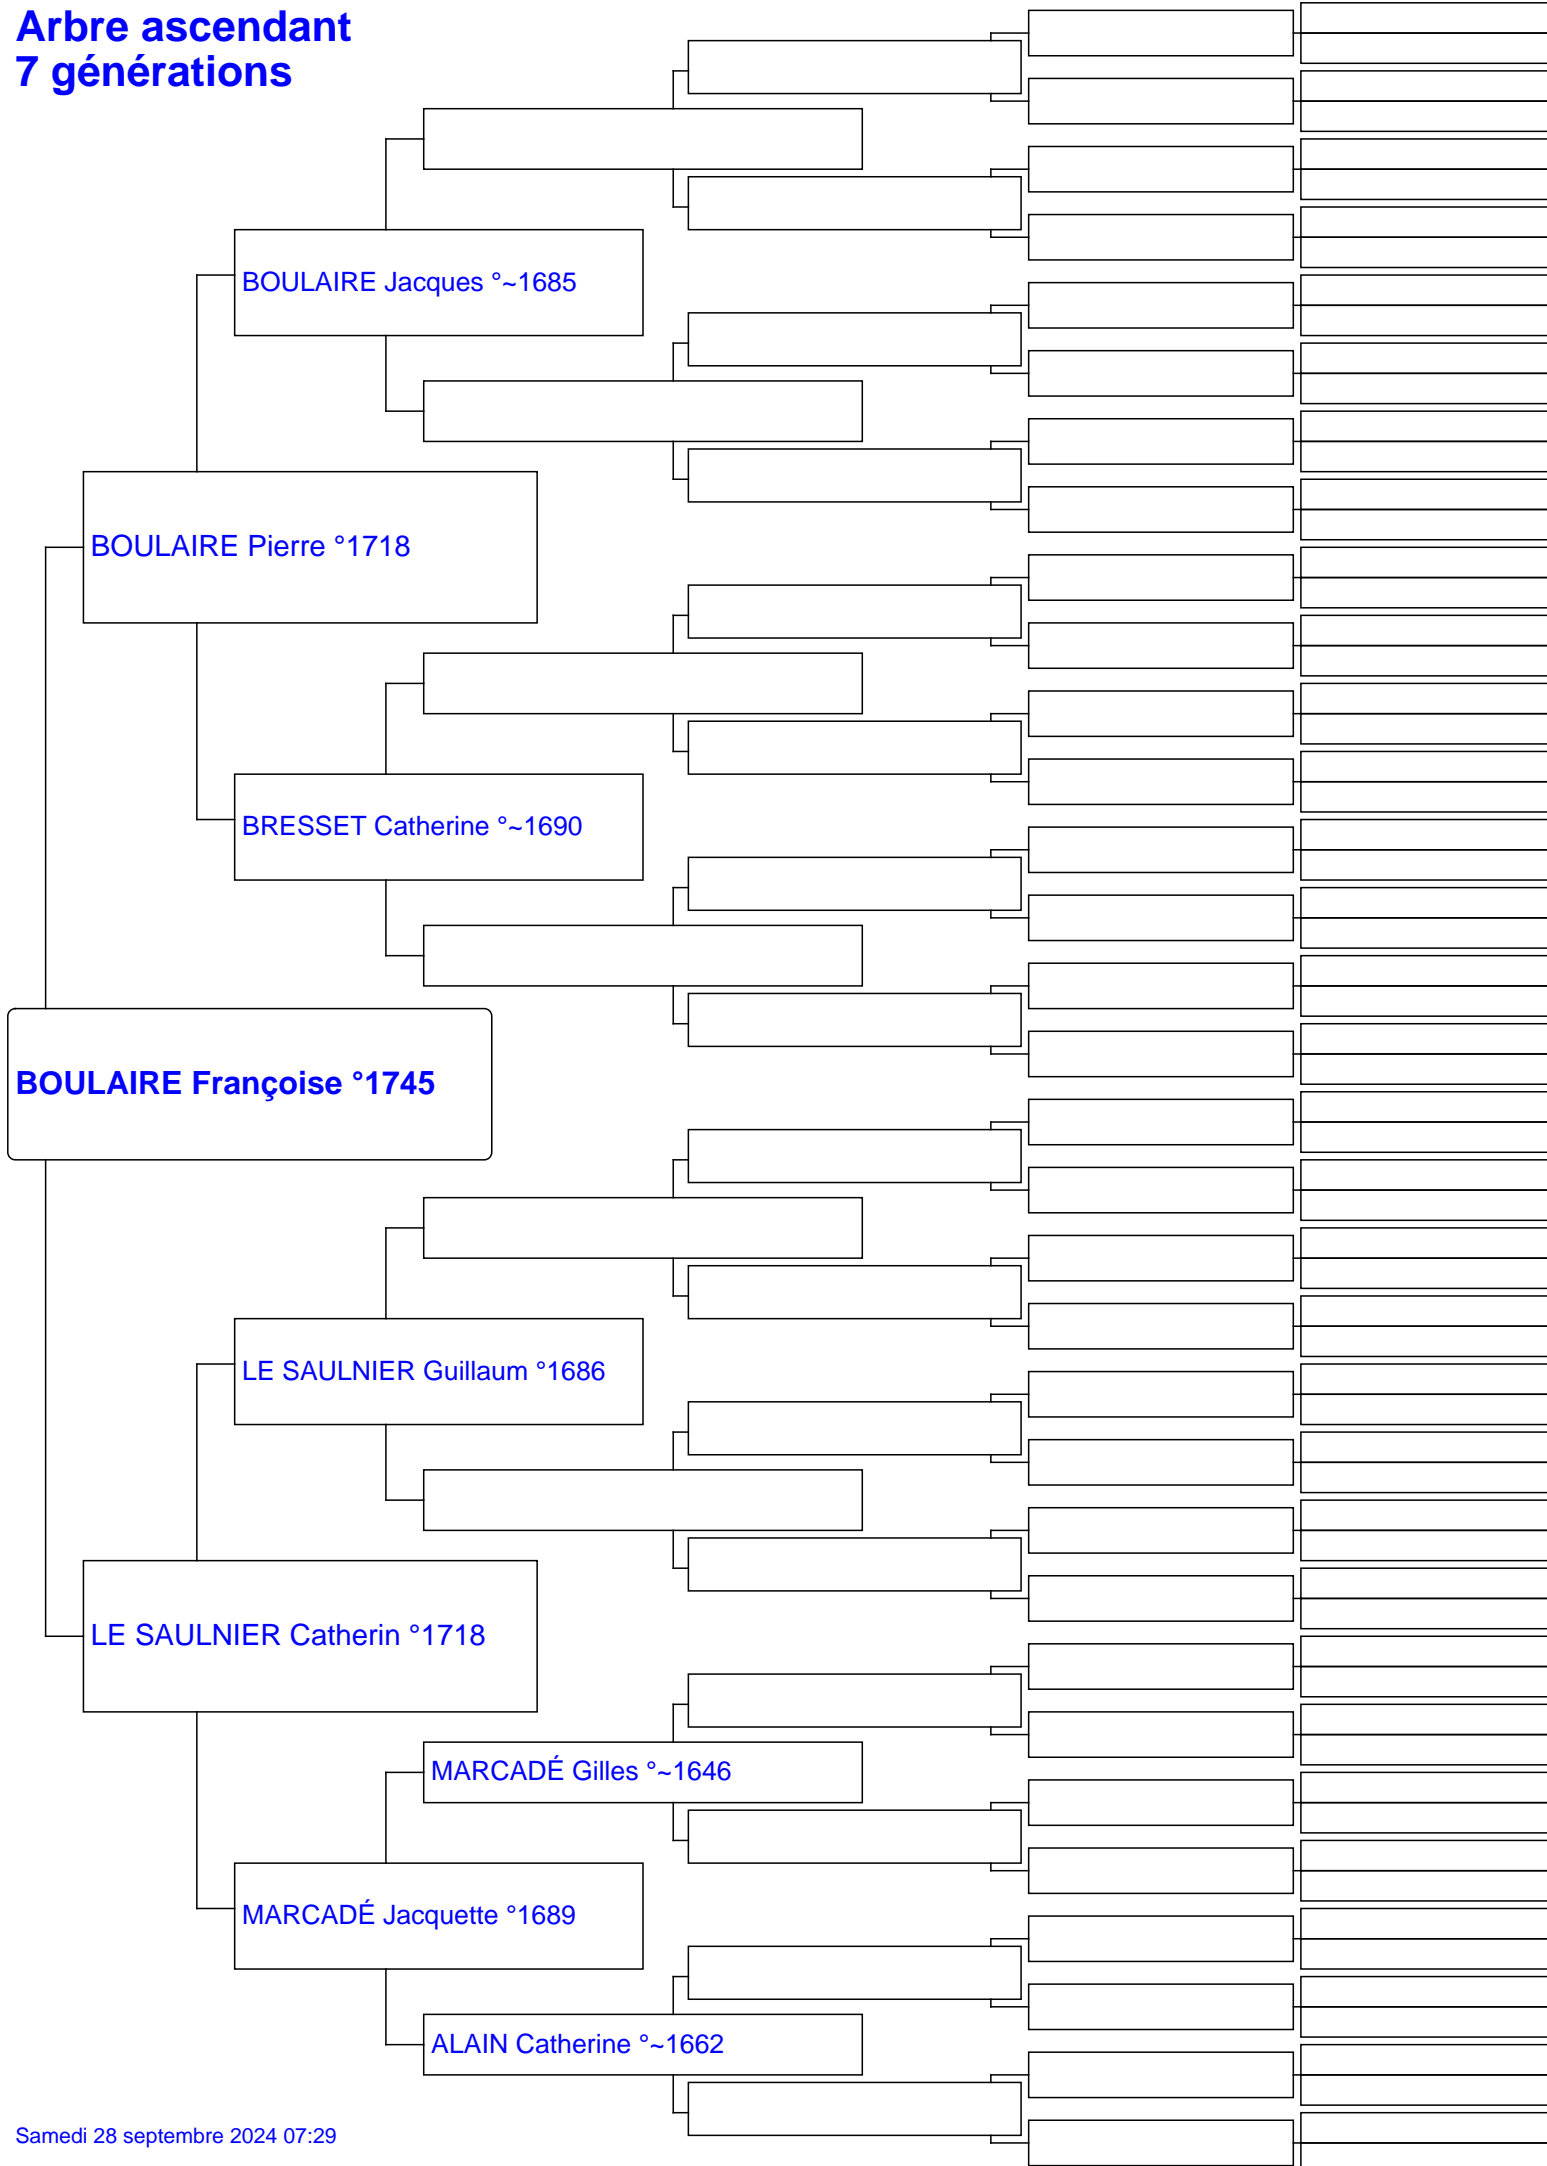 Arbre ascendant
7 générations
BOULAIRE Jacques °~1685
BOULAIRE Pierre °1718
BRESSET Catherine °~1690
BOULAIRE Françoise °1745
LE SAULNIER Guillaum °1686
LE SAULNIER Catherin °1718
MARCADÉ Gilles °~1646
MARCADÉ Jacquette °1689
ALAIN Catherine °~1662
Samedi 28 septembre 2024 07:29